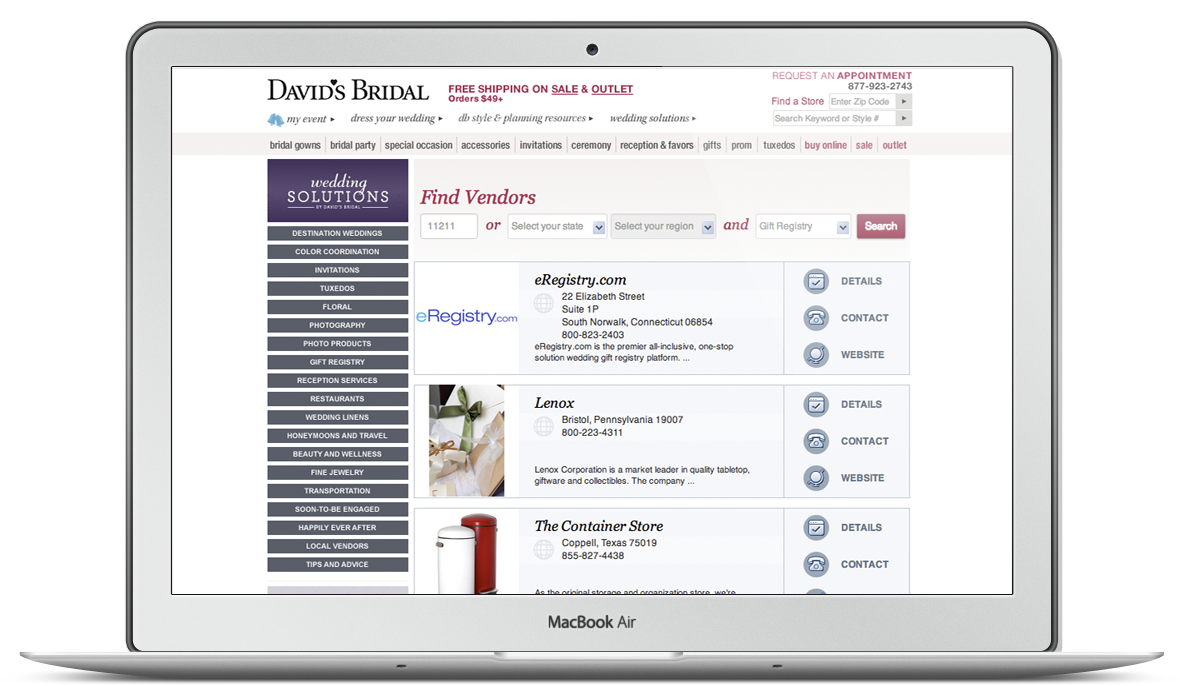 DAVID'S BRIDAL
FREE SHIPPING ON SALE & OUTLET
Orders $49+
REQUEST AN APPOINTMENT
877-923-2743
Find a Store Enter Zip Code
Search Keyword or Style #
my event dress your wedding db style & planning resources wedding solutions
bridal gowns bridal party special occasion accessories invitations ceremony reception & favors gifts prom tuxedos buy online sale outlet
wedding
SOLUTIONS
BY DAVID'S BRIDAL
DESTINATION WEDDINGS
COLOR COORDINATION
INVITATIONS
TUXEDOS
FLORAL
PHOTOGRAPHY
PHOTO PRODUCTS
GIFT REGISTRY
RECEPTION SERVICES
RESTAURANTS
WEDDING LINENS
HONEYMOONS AND TRAVEL
BEAUTY AND WELLNESS
FINE JEWELRY
TRANSPORTATION
SOON-TO-BE ENGAGED
HAPPILY EVER AFTER
LOCAL VENDORS
TIPS AND ADVICE
Find Vendors
11211 or Select your state Select your region and Gift Registry Search
eRegistry.com
eRegistry.com
22 Elizabeth Street
Suite 1P
South Norwalk, Connecticut 06854
800-823-2403
eRegistry.com is the premier all-inclusive, one-stop
solution wedding gift registry platform. ...
DETAILS
CONTACT
WEBSITE
Lenox
Bristol, Pennsylvania 19007
800-223-4311
Lenox Corporation is a market leader in quality tabletop,
giftware and collectibles. The company ...
DETAILS
CONTACT
WEBSITE
The Container Store
Coppell, Texas 75019
855-827-4438
As the original storage and organization store, we're
DETAILS
CONTACT
MacBook Air